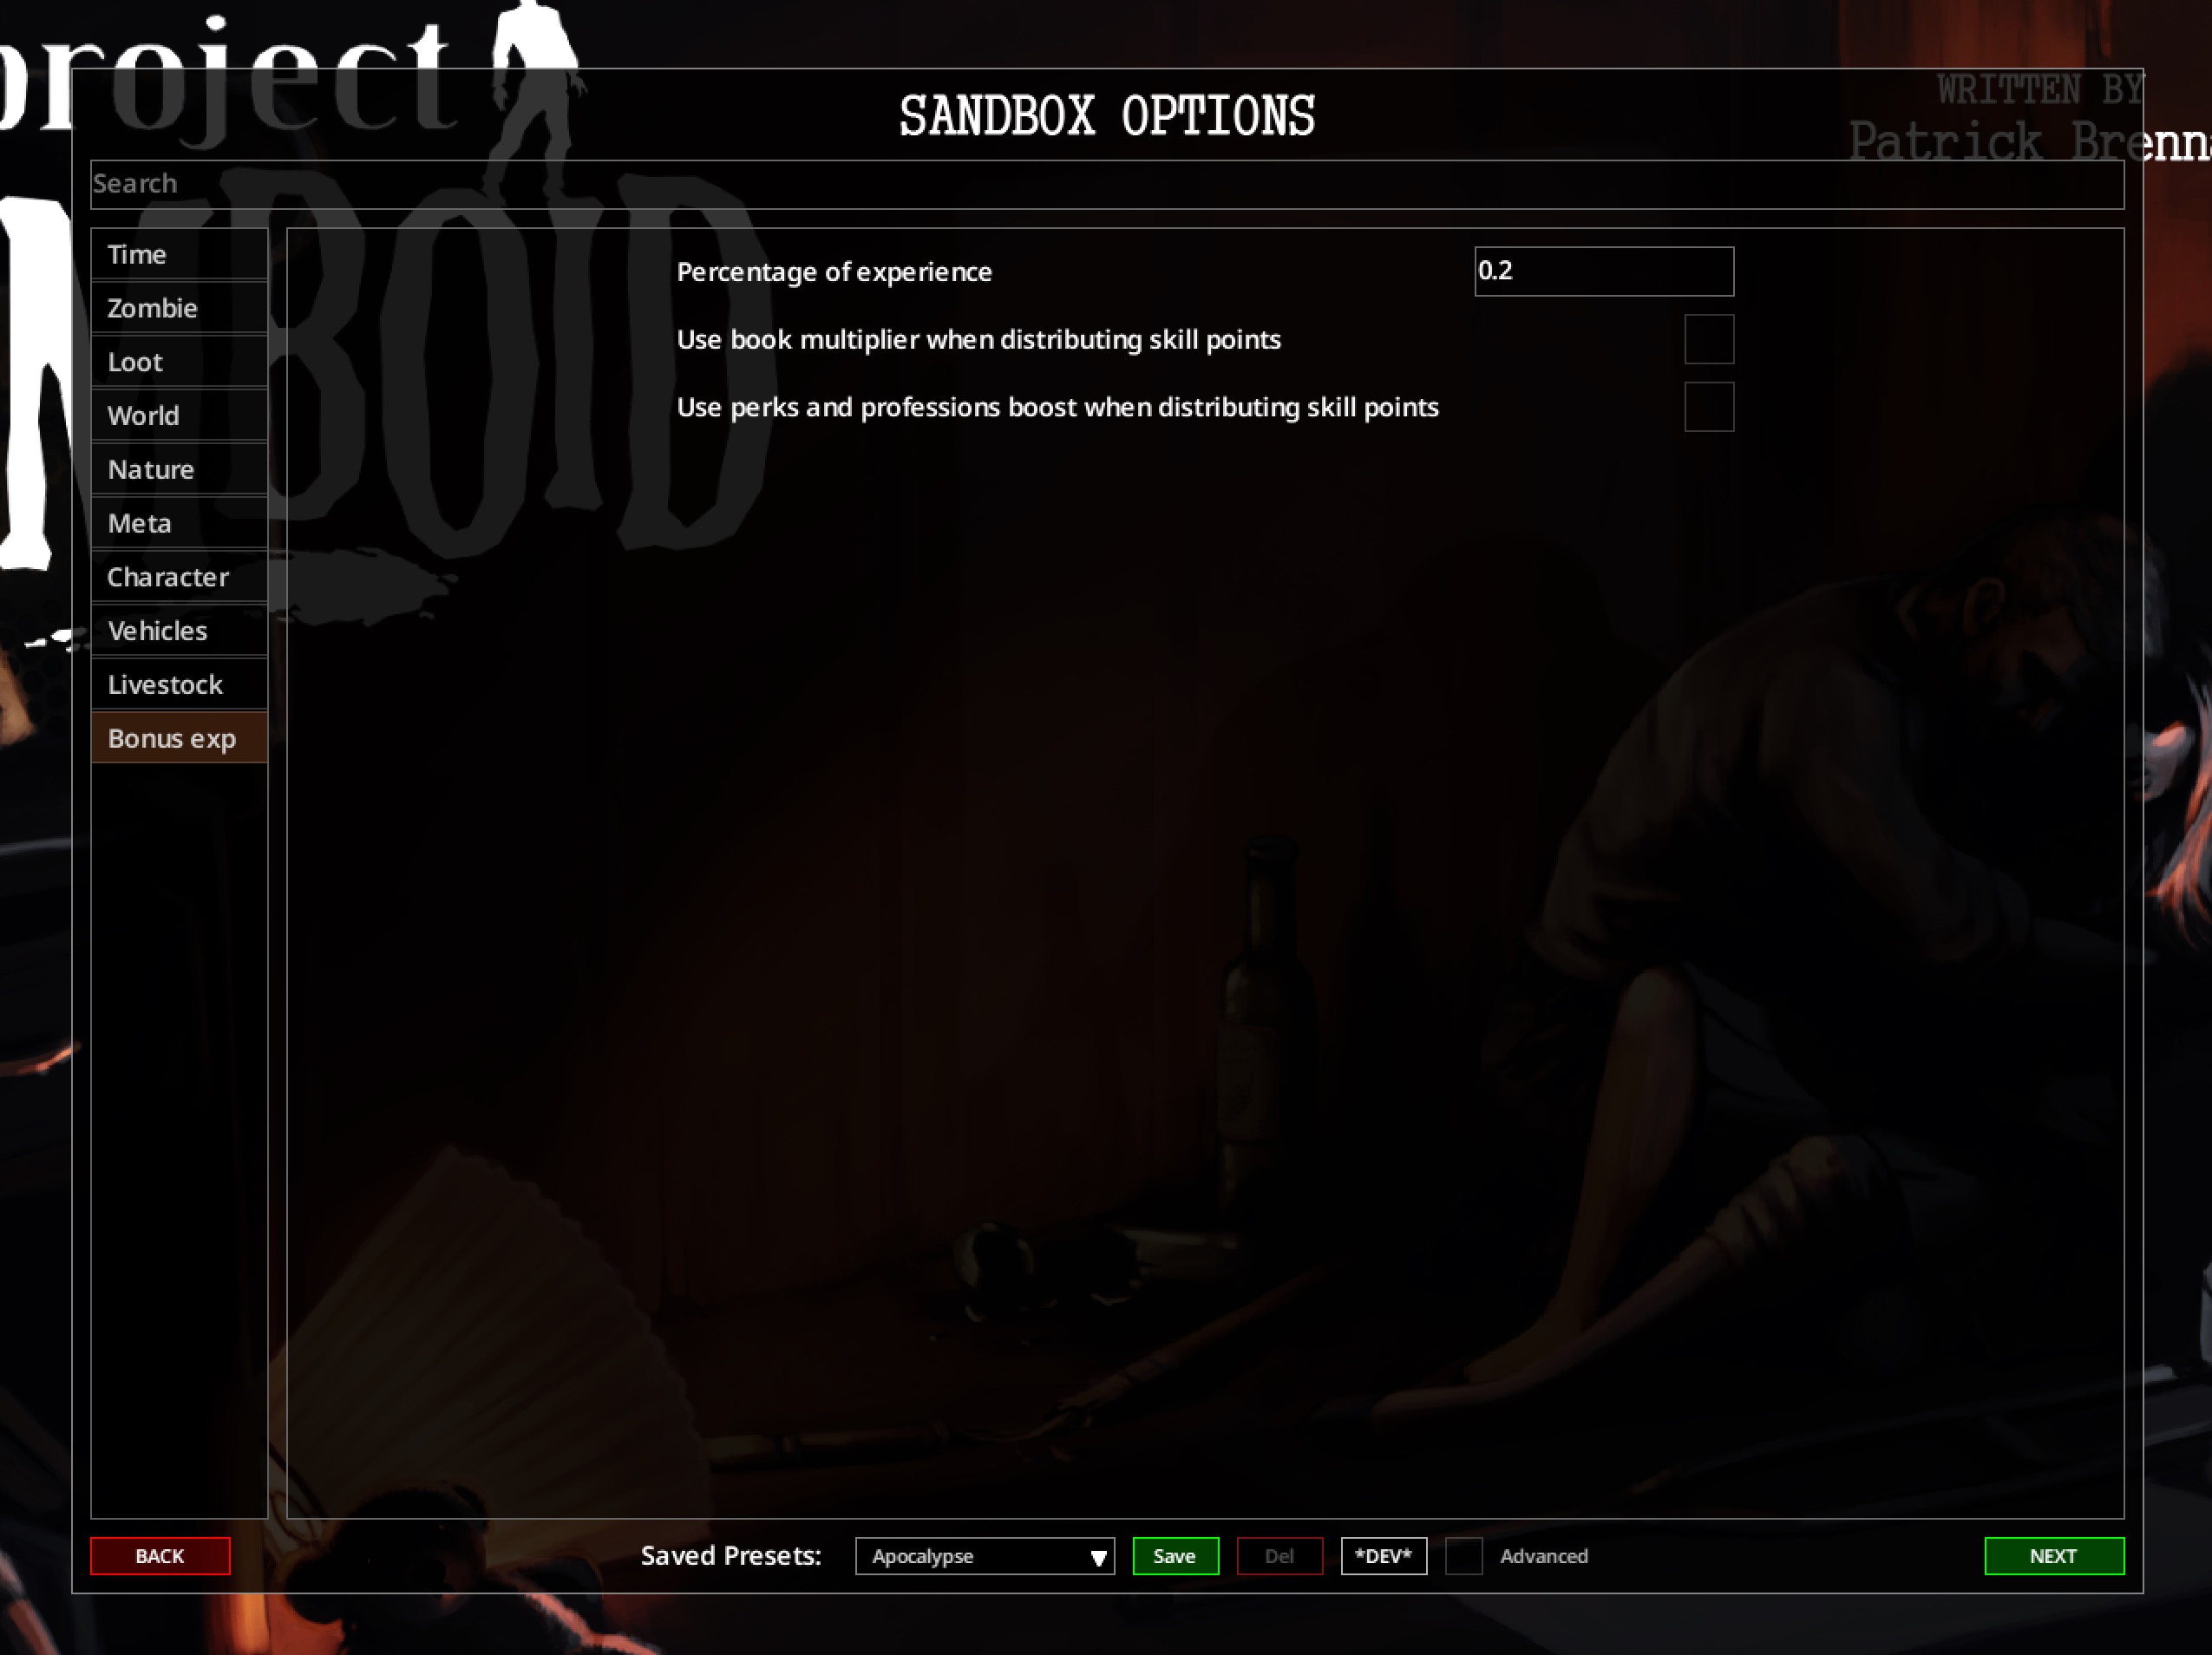 project
WRITTEN BY
SANDBOX OPTIONS
Patrick Brenn
Search
MBOID
Time
Zombie
Loot
World
Nature
Meta
Character
Vehicles
Livestock
Bonus exp
Percentage of experience 0.2
Use book multiplier when distributing skill points
Use perks and professions boost when distributing skill points
BACK Saved Presets: Apocalypse Save Del *DEV* Advanced NEXT